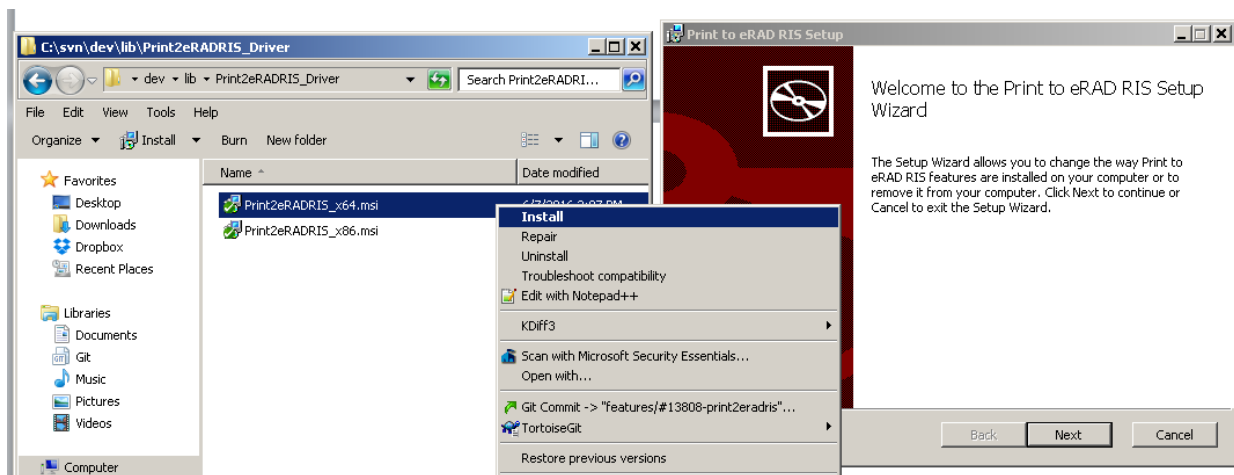 C:\svn\dev\lib\Print2eRADRIS_Driver
dev lib Print2eRADRIS_Driver
Search Print2eRADRI...
File Edit View Tools Help
Organize Install Burn New folder
Favorites
Desktop
Downloads
Dropbox
Recent Places
Libraries
Documents
Git
Music
Pictures
Videos
Computer
Name Date modified
Print2eRADRIS_x64.msi
Print2eRADRIS_x86.msi
Install
Repair
Uninstall
Troubleshoot compatibility
Edit with Notepad++
KDiff3
Scan with Microsoft Security Essentials...
Open with...
Git Commit -> "features/#13808-print2eradris"...
TortoiseGit
Restore previous versions
Print to eRAD RIS Setup
Welcome to the Print to eRAD RIS Setup
Wizard
The Setup Wizard allows you to change the way Print to
eRAD RIS features are installed on your computer or to
remove it from your computer. Click Next to continue or
Cancel to exit the Setup Wizard.
Back Next Cancel